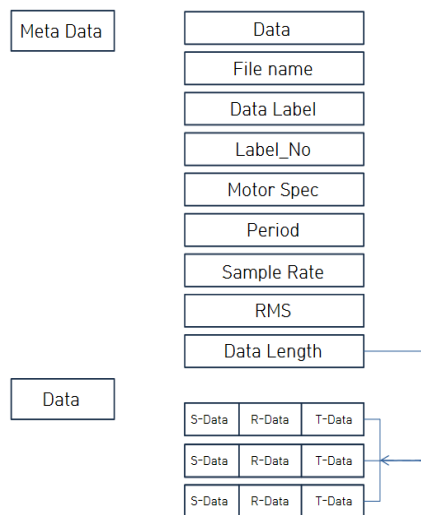 Meta Data
Data
File name
Data Label
Label_No
Motor Spec
Period
Sample Rate
RMS
Data Length
Data
S-Data R-Data T-Data
S-Data R-Data T-Data
S-Data R-Data T-Data